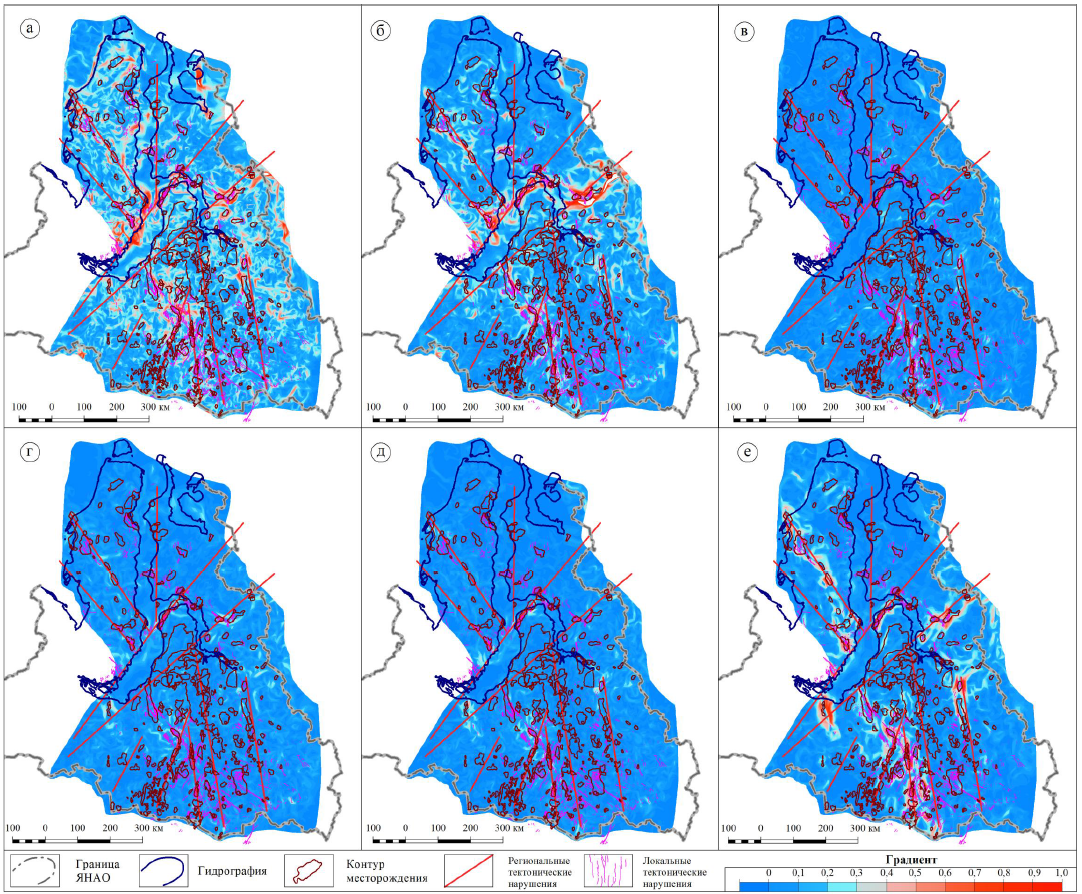 а
б
в
100 0 100 200 300 км
100 0 100 200 300 км
100 0 100 200 300 км
г
д
е
100 0 100 200 300
100 0 100 200 300
100 0 100 200 300
Граница
ЯНАО
Гидрография
Контур
месторождения
Региональные
тектонические
нарушения
Локальные
тектонические
нарушения
Градиент
0 0 0,1 0,2 0,3 0,4 0,5 0,6 0,7 0,8 0,9 1,0